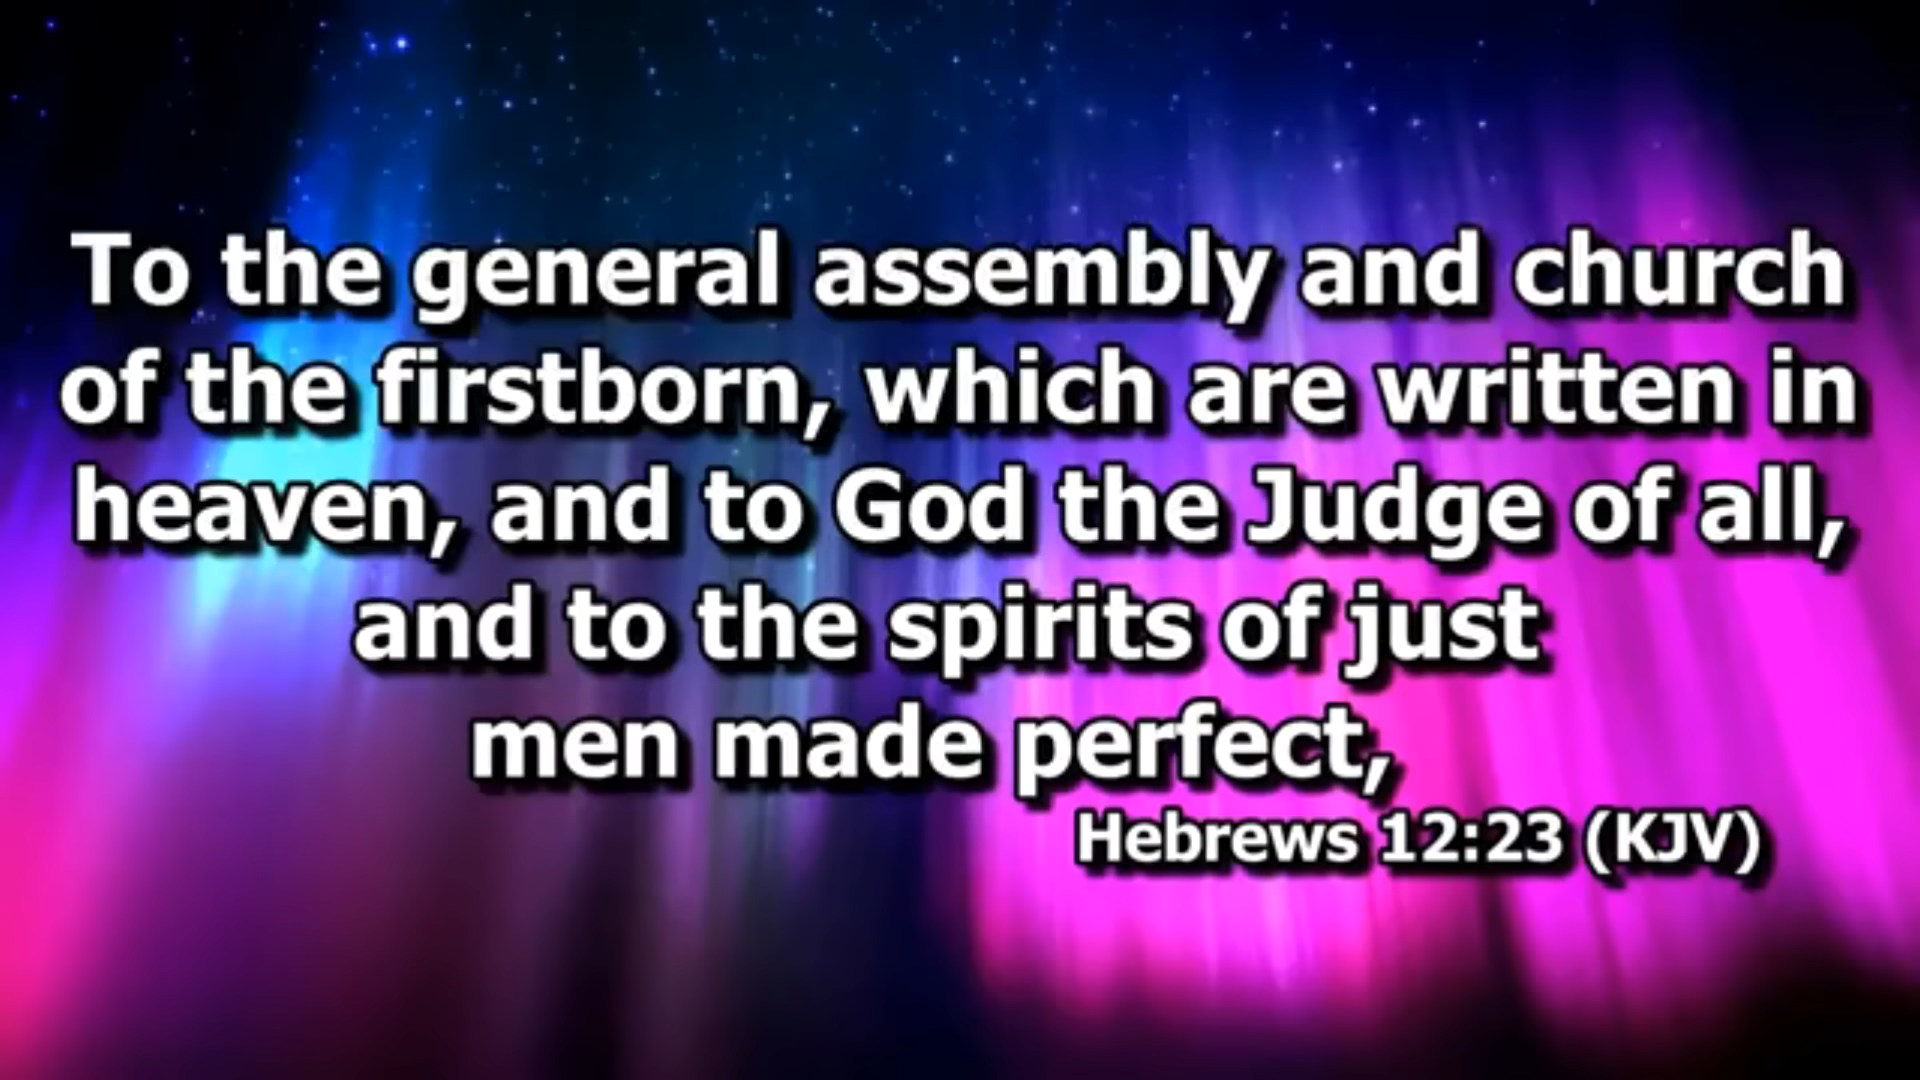 To the general assembly and church
of the firstborn, which are written in
heaven, and to God the Judge of all,
and to the spirits of just
men made perfect,
Hebrews 12:23 (KJV)